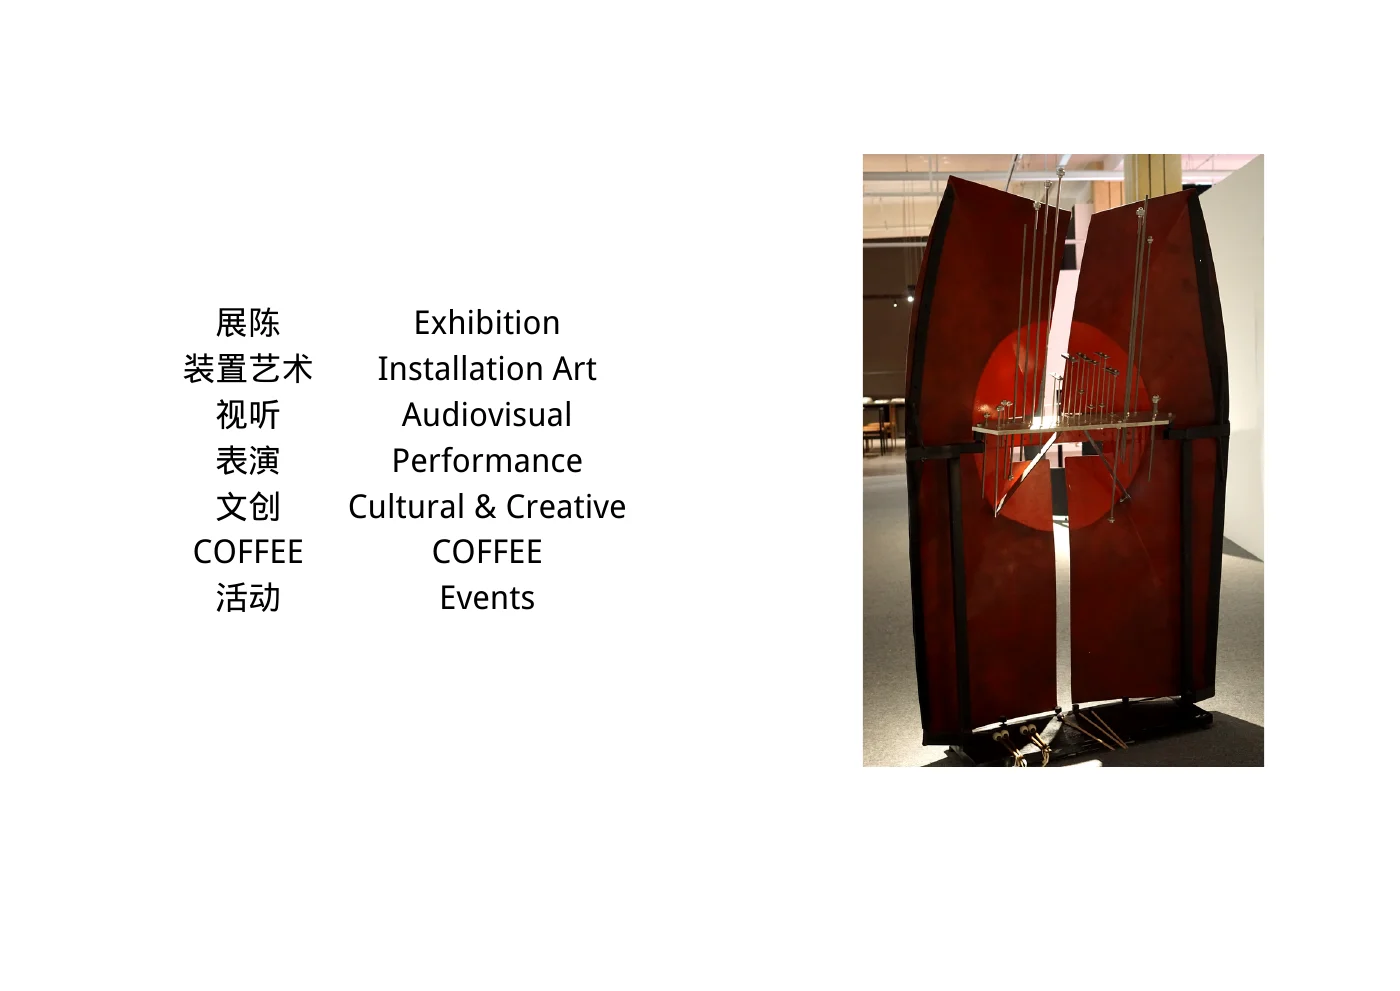 展陈 Exhibition
装置艺术 Installation Art
视听 Audiovisual
表演 Performance
文创 Cultural & Creative
COFFEE COFFEE
活动 Events